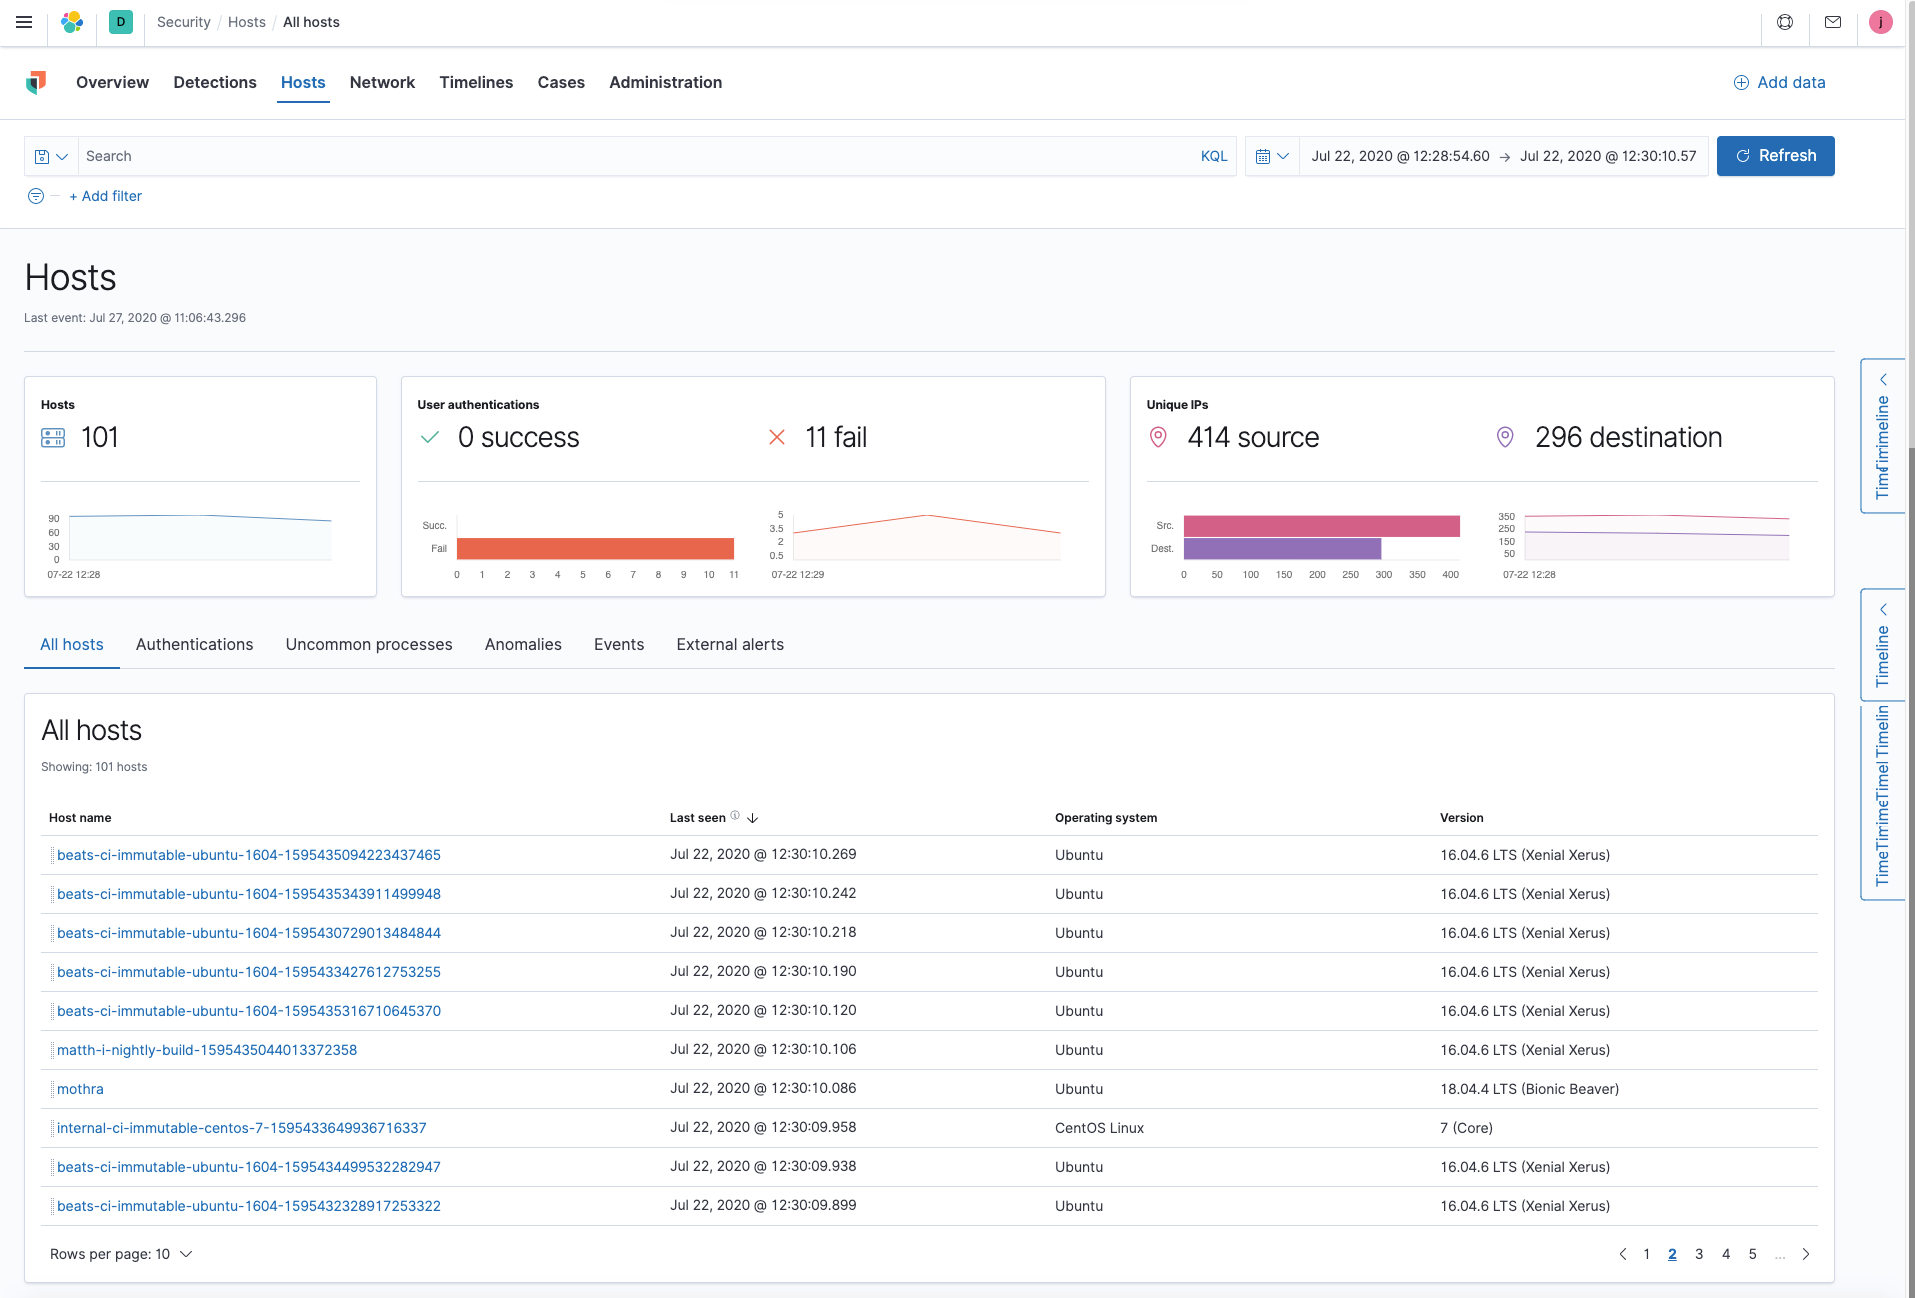 D Security / Hosts / All hosts j
Overview Detections Hosts Network Timelines Cases Administration Add data
Search KQL Jul 22, 2020 @ 12:28:54.60 → Jul 22, 2020 @ 12:30:10.57 Refresh
+ Add filter
Hosts
Last event: Jul 27, 2020 @ 11:06:43.296
Hosts
101
90
60
30
0
07-22 12:28
User authentications
0 success 11 fail
Succ.
Fail
0 1 2 3 4 5 6 7 8 9 10 11
5
3.5
2
0.5
07-22 12:29
Unique IPs
414 source 296 destination
Src.
Dest.
0 50 100 150 200 250 300 350 400
350
250
150
50
07-22 12:28
Timeline
All hosts Authentications Uncommon processes Anomalies Events External alerts
All hosts
Showing: 101 hosts
Host name Last seen Operating system Version
beats-ci-immutable-ubuntu-1604-1595435094223437465 Jul 22, 2020 @ 12:30:10.269 Ubuntu 16.04.6 LTS (Xenial Xerus)
beats-ci-immutable-ubuntu-1604-1595435343911499948 Jul 22, 2020 @ 12:30:10.242 Ubuntu 16.04.6 LTS (Xenial Xerus)
beats-ci-immutable-ubuntu-1604-1595430729013484844 Jul 22, 2020 @ 12:30:10.218 Ubuntu 16.04.6 LTS (Xenial Xerus)
beats-ci-immutable-ubuntu-1604-1595433427612753255 Jul 22, 2020 @ 12:30:10.190 Ubuntu 16.04.6 LTS (Xenial Xerus)
beats-ci-immutable-ubuntu-1604-1595435316710645370 Jul 22, 2020 @ 12:30:10.120 Ubuntu 16.04.6 LTS (Xenial Xerus)
matth-i-nightly-build-1595435044013372358 Jul 22, 2020 @ 12:30:10.106 Ubuntu 16.04.6 LTS (Xenial Xerus)
mothra Jul 22, 2020 @ 12:30:10.086 Ubuntu 18.04.4 LTS (Bionic Beaver)
internal-ci-immutable-centos-7-1595433649936716337 Jul 22, 2020 @ 12:30:09.958 CentOS Linux 7 (Core)
beats-ci-immutable-ubuntu-1604-1595434499532282947 Jul 22, 2020 @ 12:30:09.938 Ubuntu 16.04.6 LTS (Xenial Xerus)
beats-ci-immutable-ubuntu-1604-1595432328917253322 Jul 22, 2020 @ 12:30:09.899 Ubuntu 16.04.6 LTS (Xenial Xerus)
Rows per page: 10 1 2 3 4 5 ...